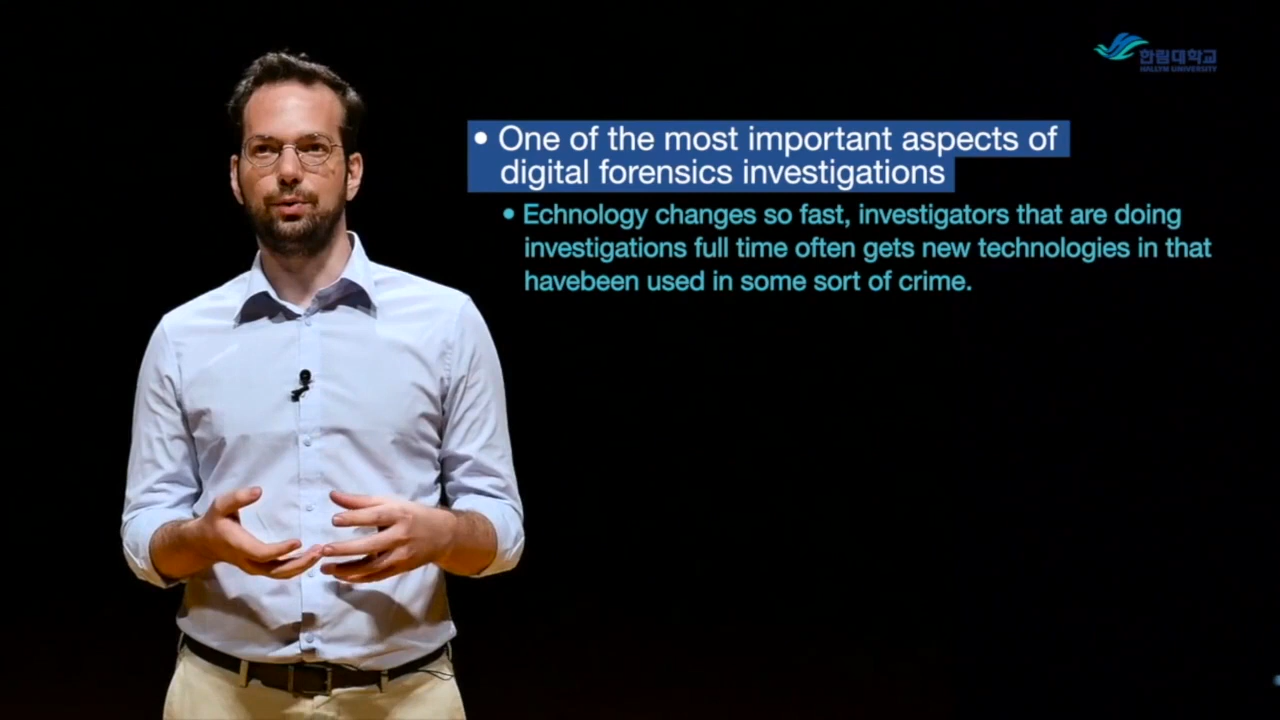 한림대학교
HALLYM UNIVERSITY
• One of the most important aspects of
digital forensics investigations
• Echnology changes so fast, investigators that are doing
investigations full time often gets new technologies in that
havebeen used in some sort of crime.